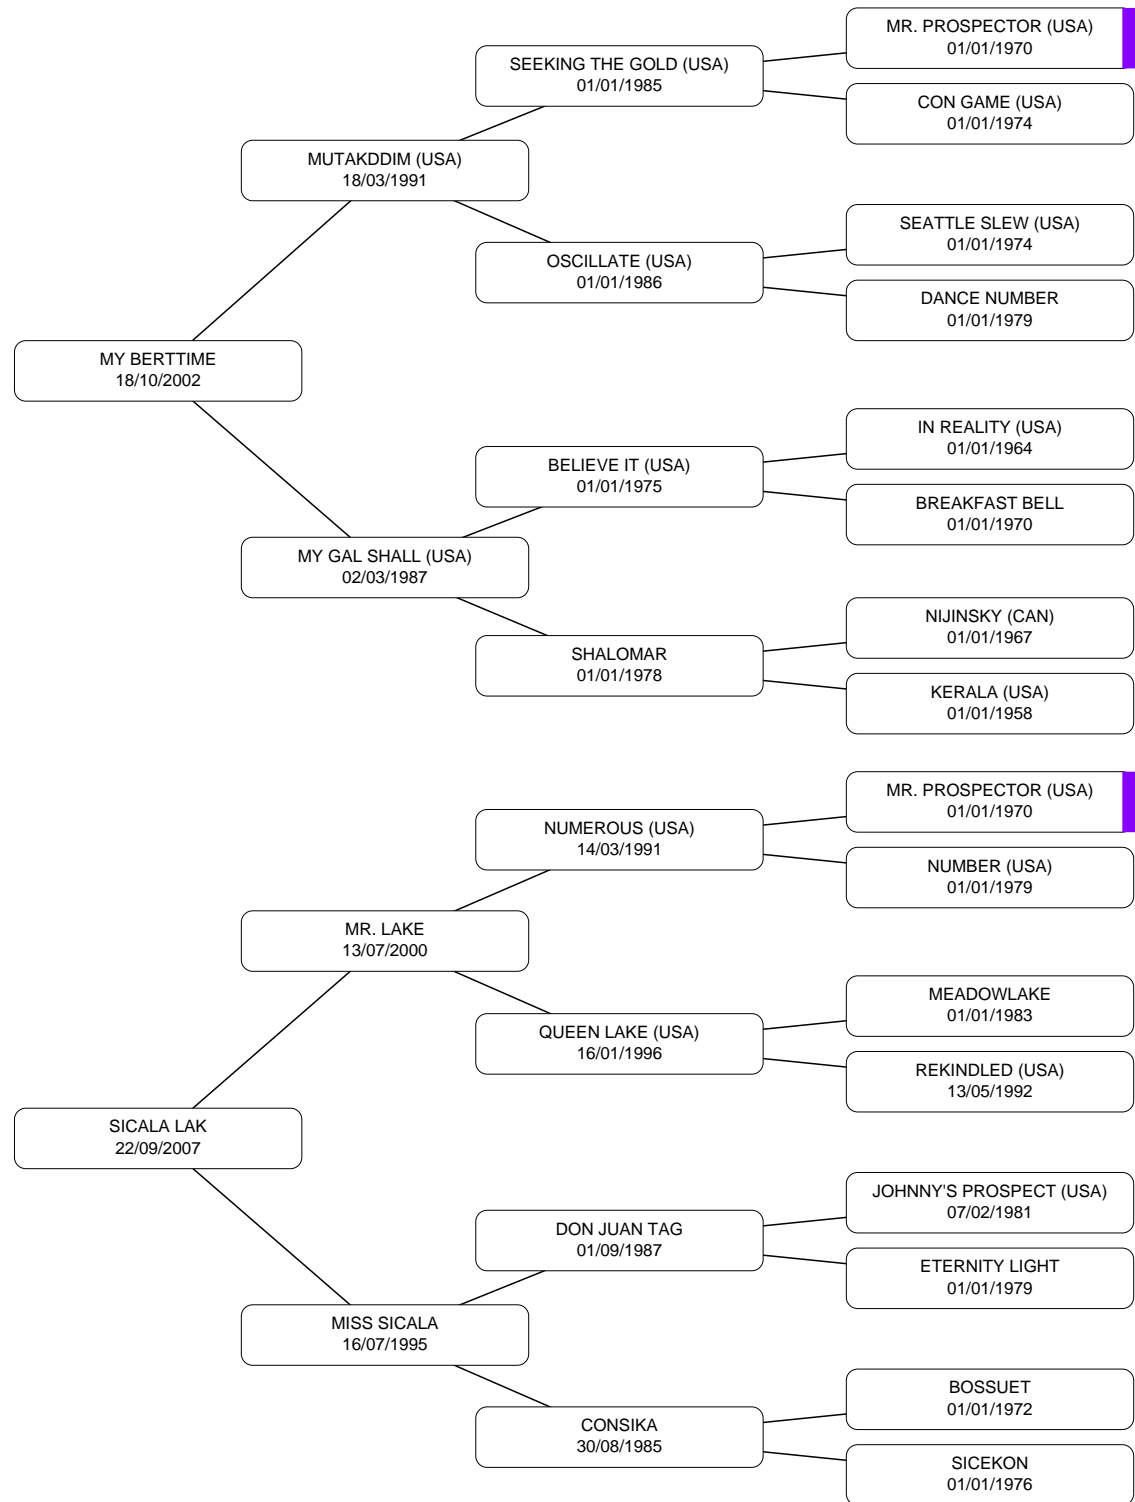 MR. PROSPECTOR (USA)
01/01/1970
SEEKING THE GOLD (USA)
01/01/1985
CON GAME (USA)
01/01/1974
MUTAKDDIM (USA)
18/03/1991
SEATTLE SLEW (USA)
01/01/1974
OSCILLATE (USA)
01/01/1986
DANCE NUMBER
01/01/1979
MY BERTTIME
18/10/2002
IN REALITY (USA)
01/01/1964
BELIEVE IT (USA)
01/01/1975
BREAKFAST BELL
01/01/1970
MY GAL SHALL (USA)
02/03/1987
NIJINSKY (CAN)
01/01/1967
SHALOMAR
01/01/1978
KERALA (USA)
01/01/1958
MR. PROSPECTOR (USA)
01/01/1970
NUMEROUS (USA)
14/03/1991
NUMBER (USA)
01/01/1979
MR. LAKE
13/07/2000
MEADOWLAKE
01/01/1983
QUEEN LAKE (USA)
16/01/1996
REKINDLED (USA)
13/05/1992
SICALA LAK
22/09/2007
JOHNNY'S PROSPECT (USA)
07/02/1981
DON JUAN TAG
01/09/1987
ETERNITY LIGHT
01/01/1979
MISS SICALA
16/07/1995
BOSSUET
01/01/1972
CONSIKA
30/08/1985
SICEKON
01/01/1976